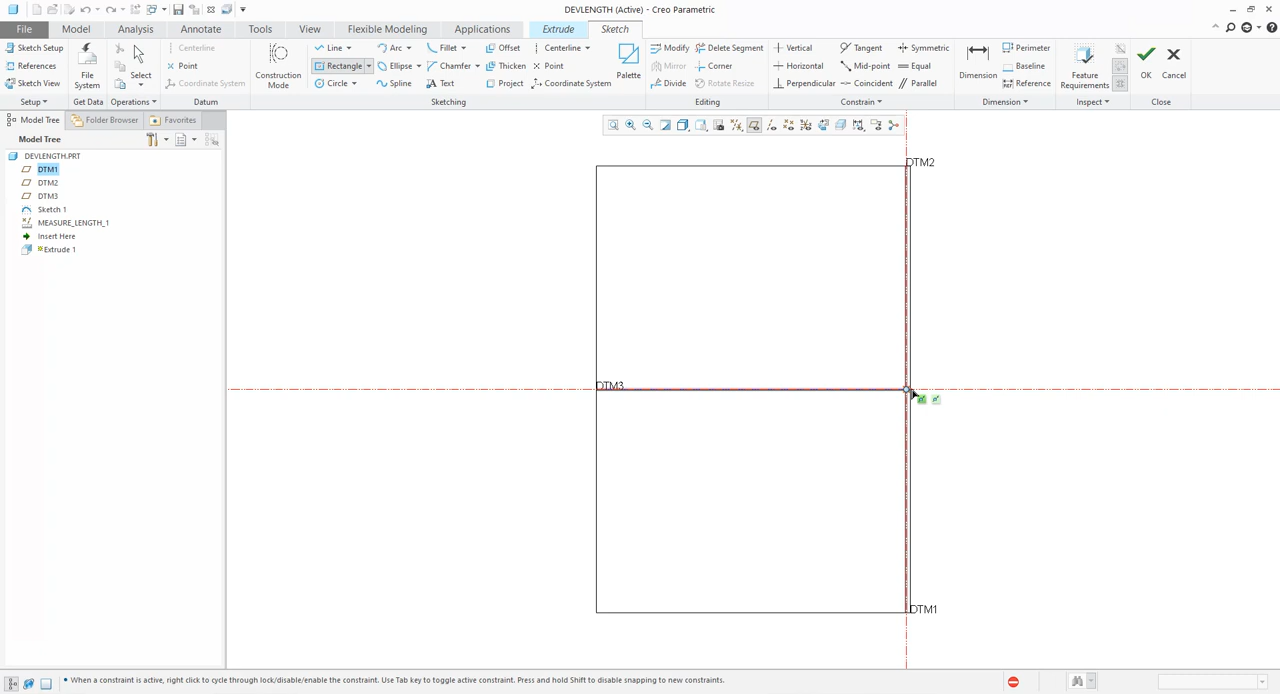 DEVLENGTH (Active) - Creo Parametric
File Model Analysis Annotate Tools View Flexible Modeling Applications Extrude Sketch
Sketch Setup
References
Sketch View
Setup
File System
Get Data
Select
Operations
Centerline
Point
Coordinate System
Datum
Construction Mode
Line Arc Fillet Offset Centerline
Rectangle Ellipse Chamfer Thicken Point
Circle Spline Text Project Coordinate System
Palette
Sketching
Modify Delete Segment
Mirror Corner
Divide Rotate Resize
Editing
Vertical Tangent Symmetric
Horizontal Mid-point Equal
Perpendicular Coincident Parallel
Constrain
Dimension
Perimeter
Baseline
Reference
Dimension
Feature Requirements
Inspect
OK
Cancel
Close
Model Tree Folder Browser Favorites
Model Tree
DEVLENGTH.PRT
DTM1
DTM2
DTM3
Sketch 1
MEASURE_LENGTH_1
Insert Here
Extrude 1
DTM2
DTM3
DTM1
• When a constraint is active, right click to cycle through lock/disable/enable the constraint. Use Tab key to toggle active constraint. Press and hold Shift to disable snapping to new constraints.